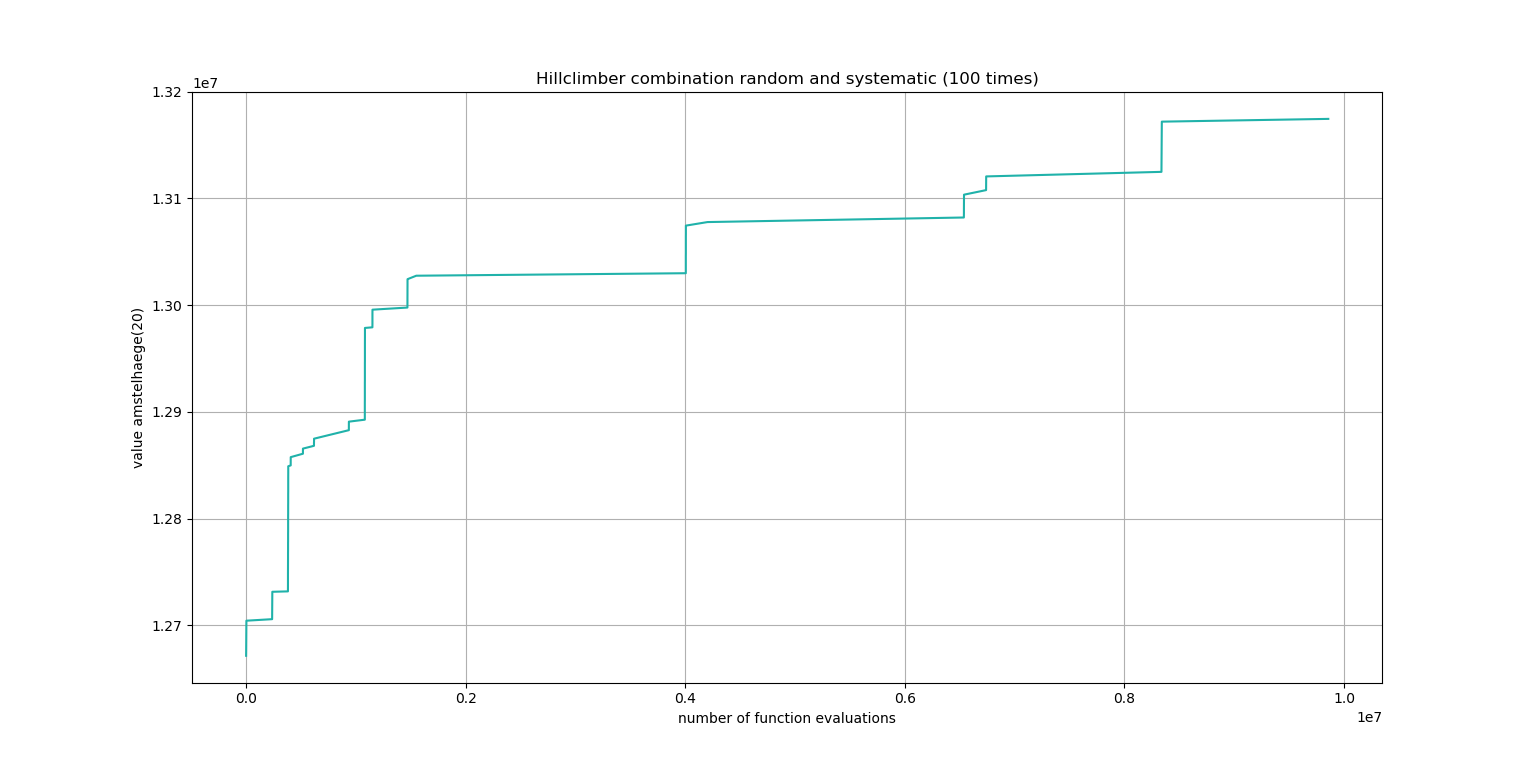 Hillclimber combination random and systematic (100 times)
1e7
1.32
1.31
1.30
1.29
1.28
1.27
value amstelhaege(20)
0.0 0.2 0.4 0.6 0.8 1.0
number of function evaluations
1e7